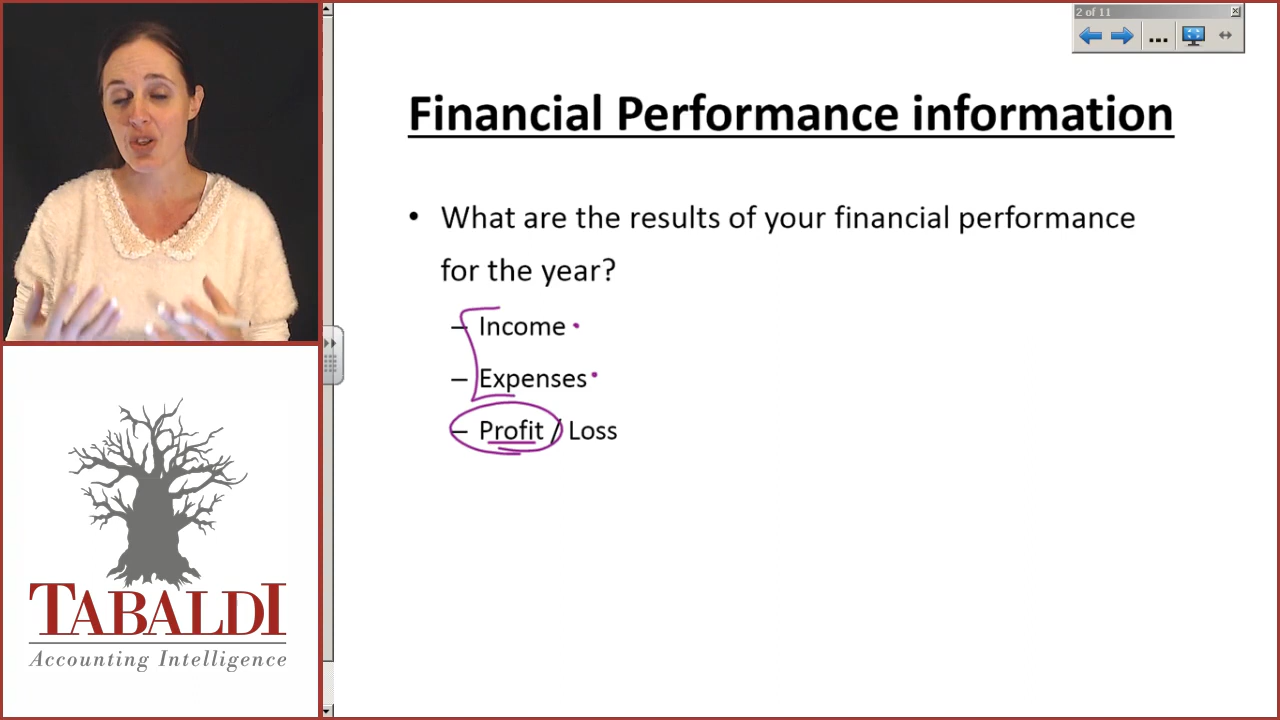 2 of 11
Financial Performance information
• What are the results of your financial performance
for the year?
– Income
– Expenses
– Profit / Loss
TABALDI
Accounting Intelligence